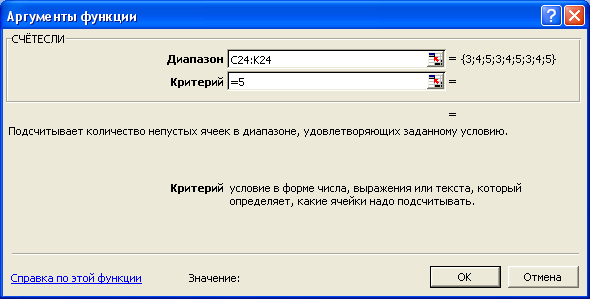 Аргументы функции
СЧЁТЕСЛИ
Диапазон C24:K24 = {3;4;5;3;4;5;3;4;5}
Критерий =5 =
=
Подсчитывает количество непустых ячеек в диапазоне, удовлетворяющих заданному условию.
Критерий условие в форме числа, выражения или текста, который
определяет, какие ячейки надо подсчитывать.
Справка по этой функции Значение: ОК Отмена